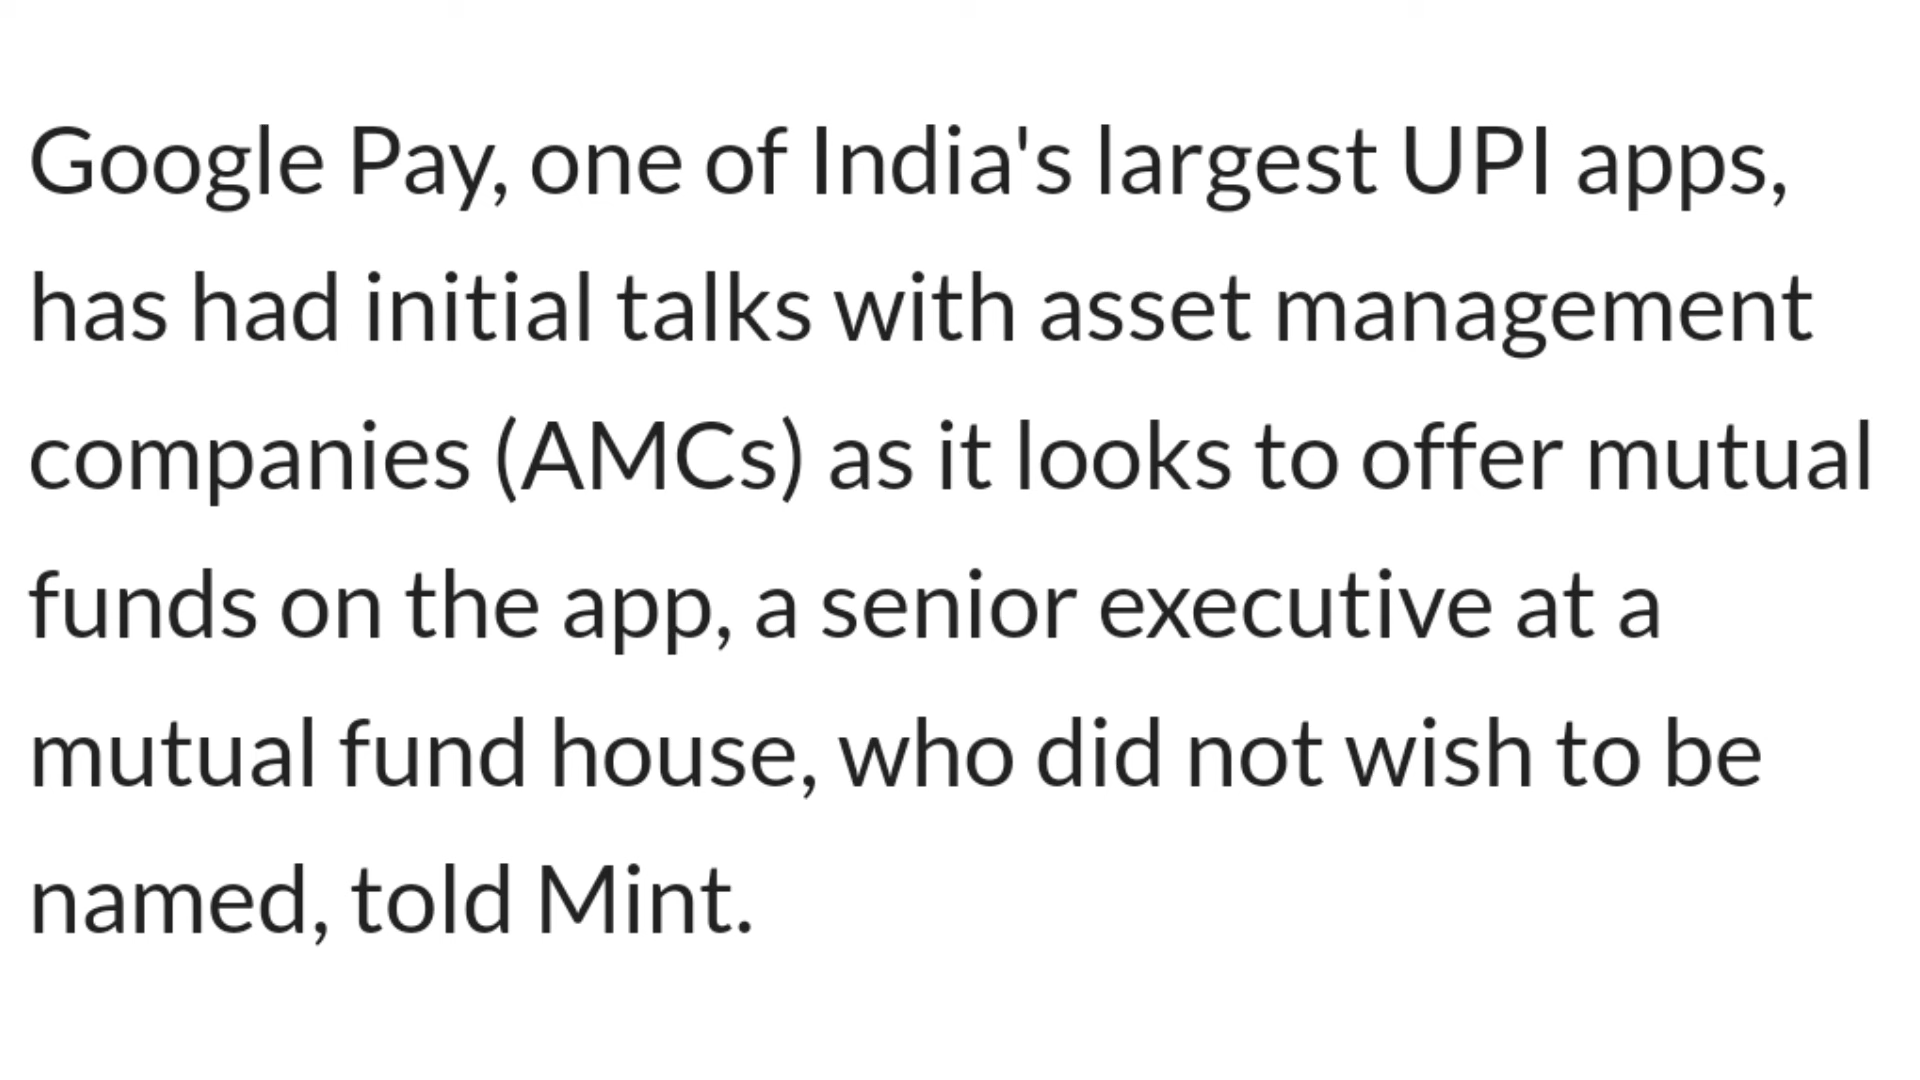 Google Pay, one of India's largest UPI apps,
has had initial talks with asset management
companies (AMCs) as it looks to offer mutual
funds on the app, a senior executive at a
mutual fund house, who did not wish to be
named, told Mint.